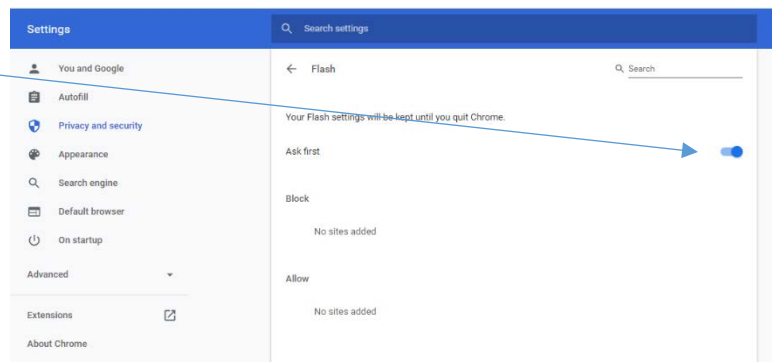 Settings
Search settings
You and Google
Autofill
Privacy and security
Appearance
Search engine
Default browser
On startup
Advanced
Extensions
About Chrome
Flash
Search
Your Flash settings will be kept until you quit Chrome.
Ask first
Block
No sites added
Allow
No sites added